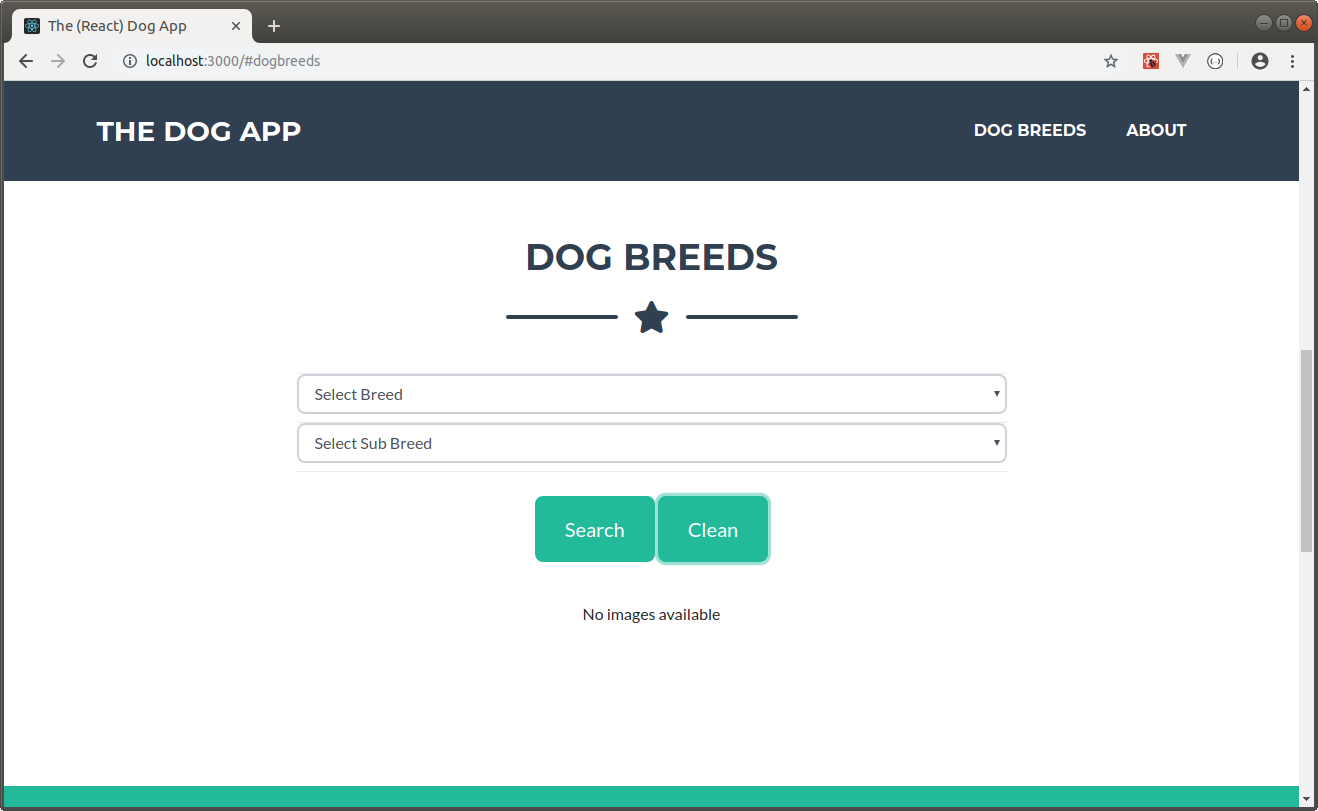 The (React) Dog App
localhost:3000/#dogbreeds
THE DOG APP
DOG BREEDS
ABOUT
DOG BREEDS
Select Breed
Select Sub Breed
Search
Clean
No images available